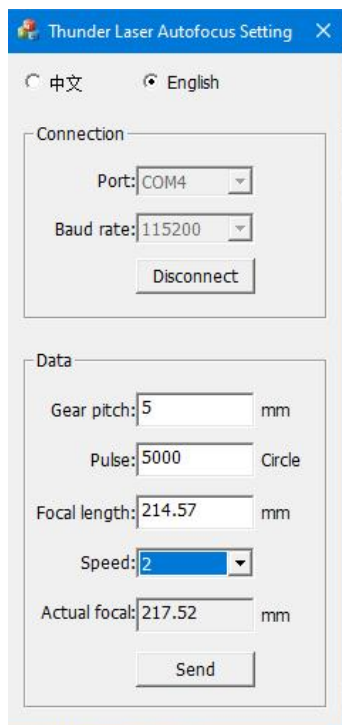 Thunder Laser Autofocus Setting
中文 English
Connection
Port: COM4
Baud rate: 115200
Disconnect
Data
Gear pitch: 5 mm
Pulse: 5000 Circle
Focal length: 214.57 mm
Speed: 2
Actual focal: 217.52 mm
Send